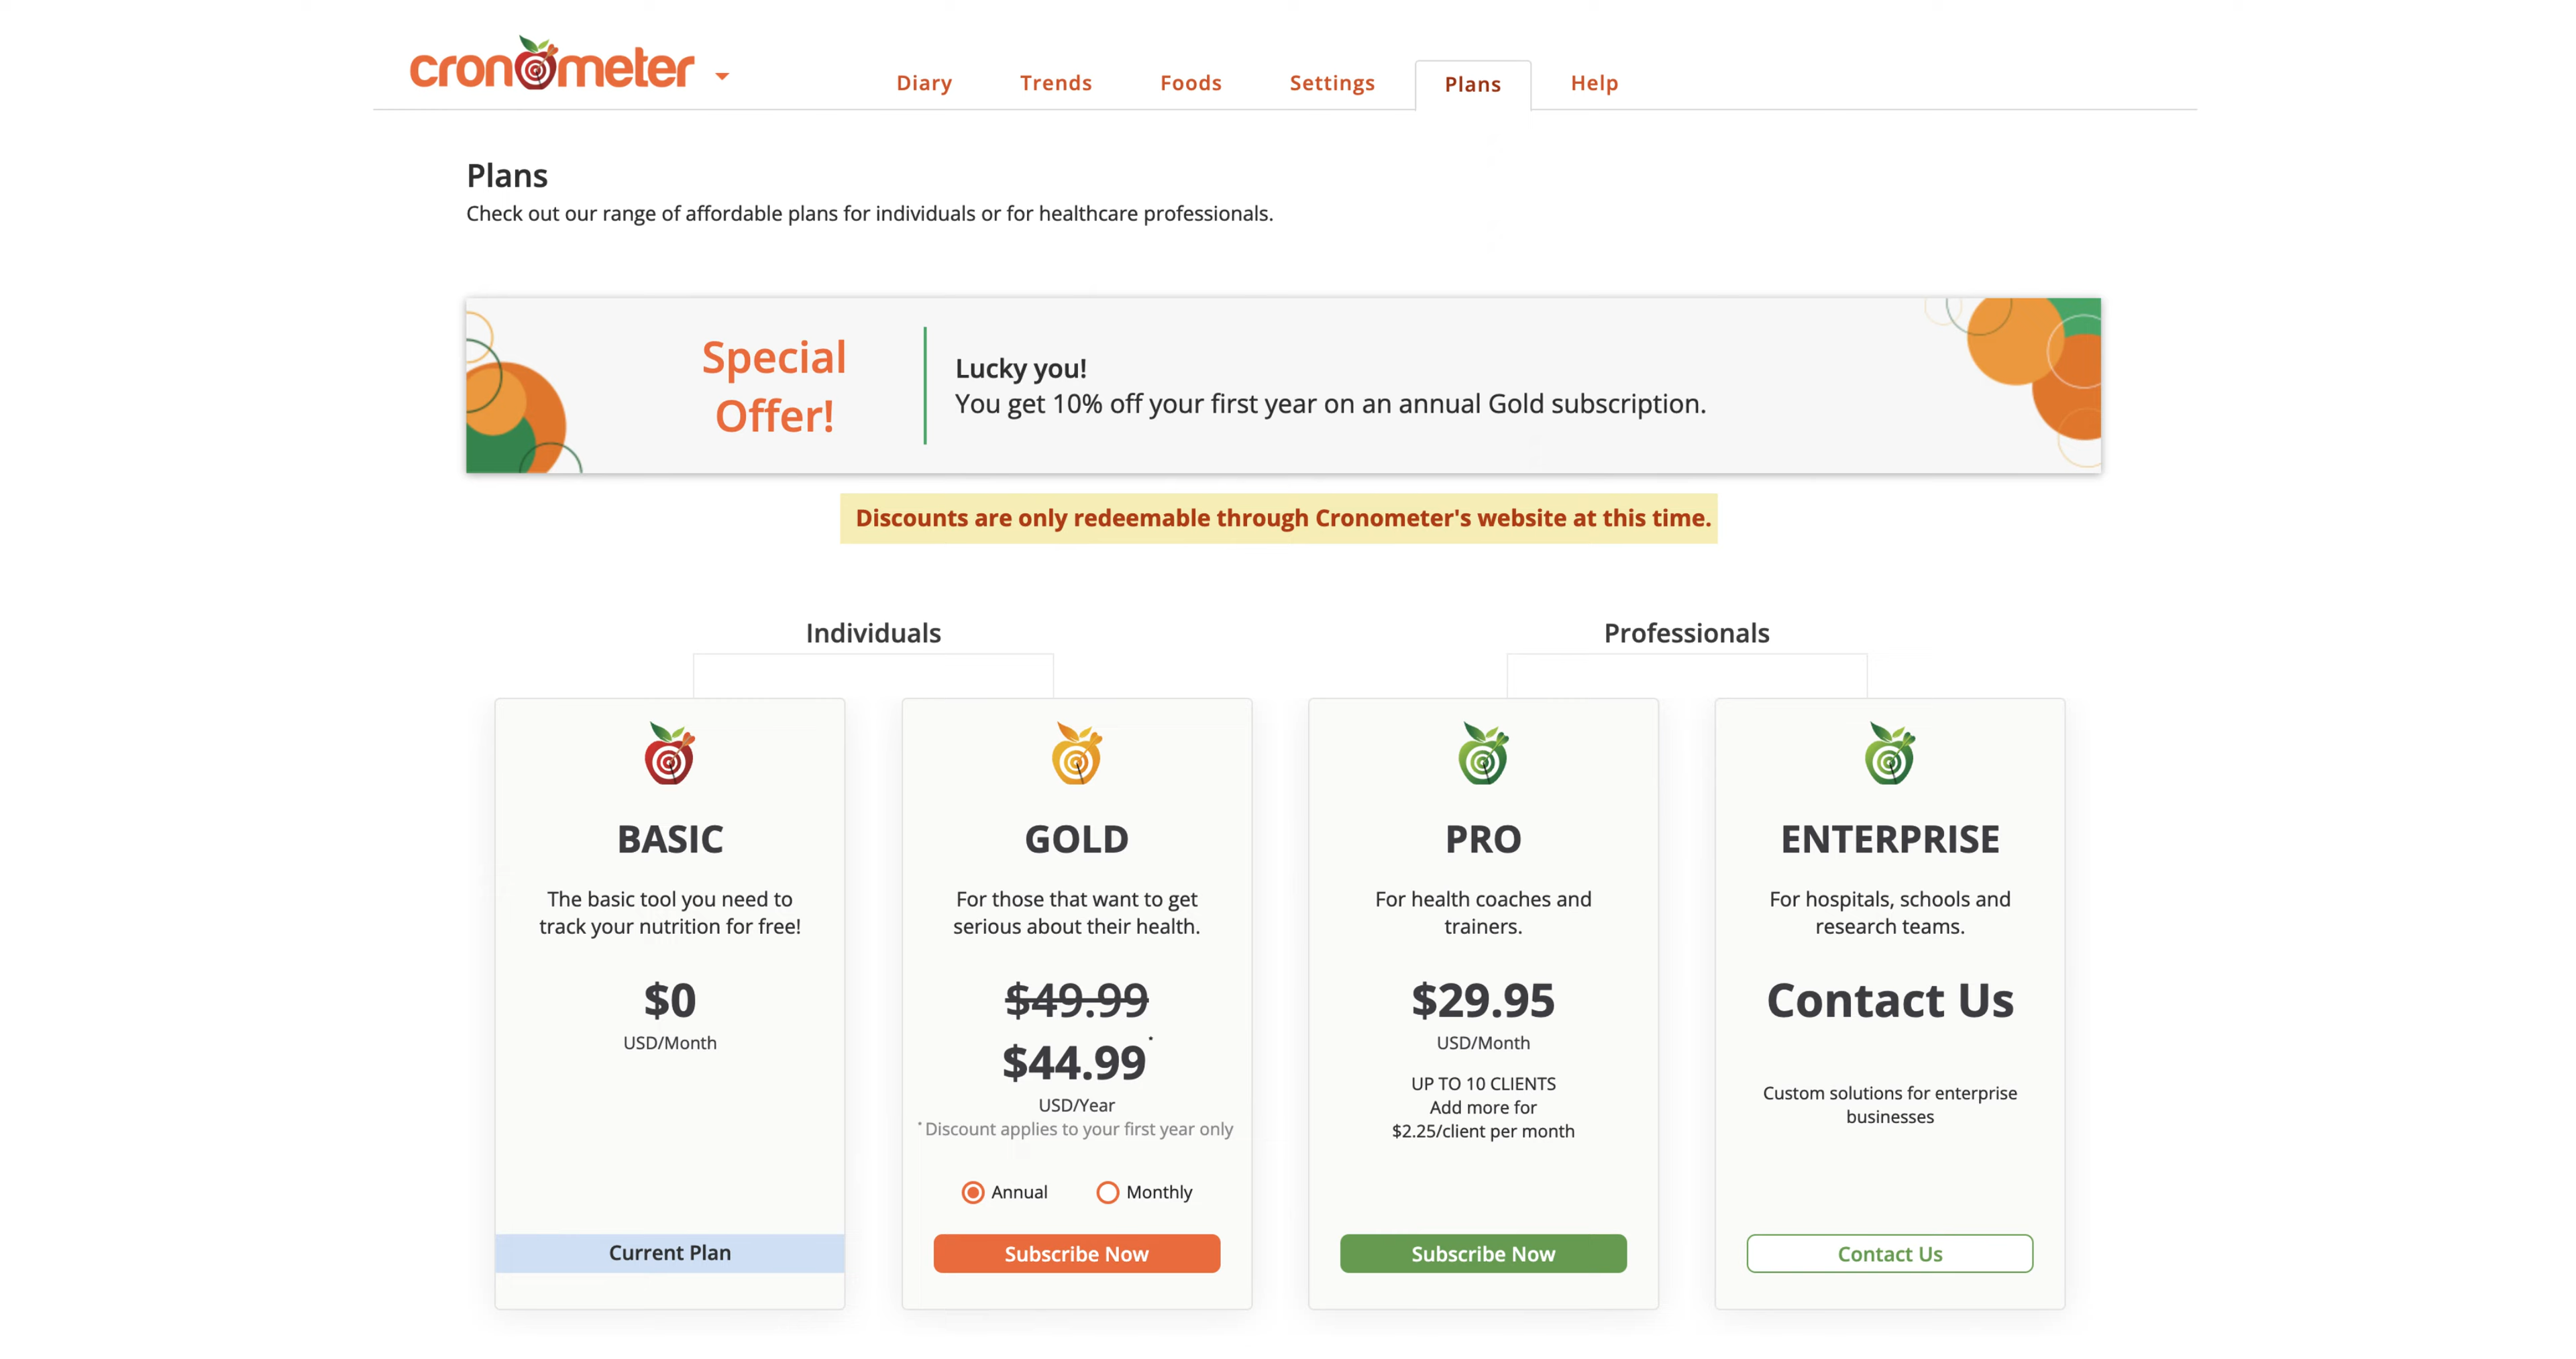 cronometer
Diary
Trends
Foods
Settings
Plans
Help
Plans
Check out our range of affordable plans for individuals or for healthcare professionals.
Special
Offer!
Lucky you!
You get 10% off your first year on an annual Gold subscription.
Discounts are only redeemable through Cronometer's website at this time.
Individuals
Professionals
BASIC
The basic tool you need to
track your nutrition for free!
$0
USD/Month
Current Plan
GOLD
For those that want to get
serious about their health.
$49.99
$44.99*
USD/Year
*Discount applies to your first year only
Annual
Monthly
Subscribe Now
PRO
For health coaches and
trainers.
$29.95
USD/Month
UP TO 10 CLIENTS
Add more for
$2.25/client per month
Subscribe Now
ENTERPRISE
For hospitals, schools and
research teams.
Contact Us
Custom solutions for enterprise
businesses
Contact Us